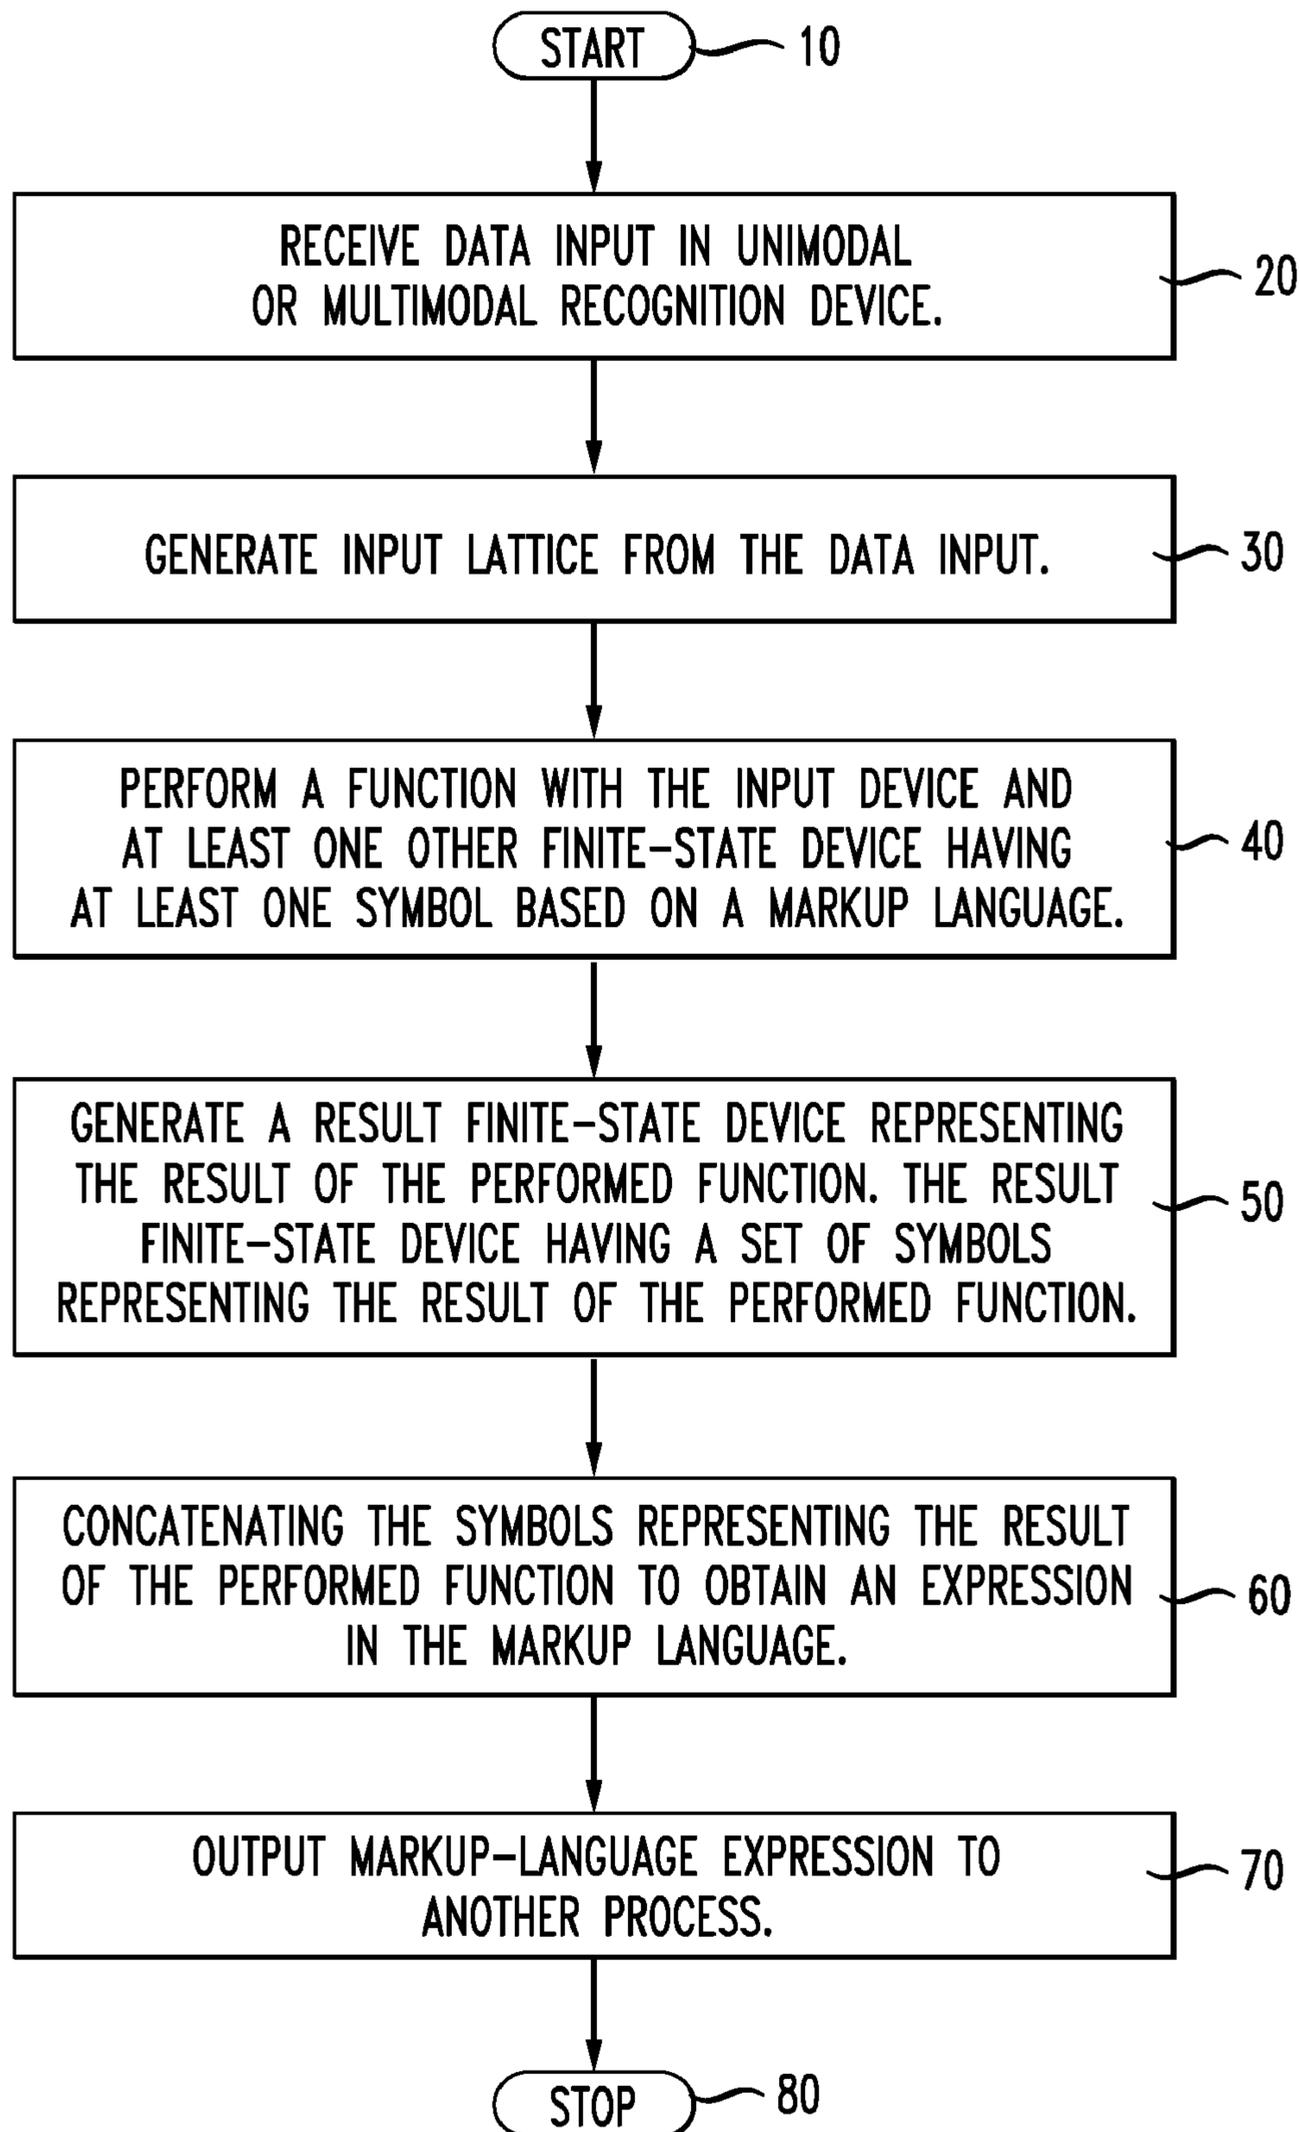 START
10
RECEIVE DATA INPUT IN UNIMODAL
OR MULTIMODAL RECOGNITION DEVICE.
20
GENERATE INPUT LATTICE FROM THE DATA INPUT.
30
PERFORM A FUNCTION WITH THE INPUT DEVICE AND
AT LEAST ONE OTHER FINITE-STATE DEVICE HAVING
AT LEAST ONE SYMBOL BASED ON A MARKUP LANGUAGE.
40
GENERATE A RESULT FINITE-STATE DEVICE REPRESENTING
THE RESULT OF THE PERFORMED FUNCTION. THE RESULT
FINITE-STATE DEVICE HAVING A SET OF SYMBOLS
REPRESENTING THE RESULT OF THE PERFORMED FUNCTION.
50
CONCATENATING THE SYMBOLS REPRESENTING THE RESULT
OF THE PERFORMED FUNCTION TO OBTAIN AN EXPRESSION
IN THE MARKUP LANGUAGE.
60
OUTPUT MARKUP-LANGUAGE EXPRESSION TO
ANOTHER PROCESS.
70
STOP
80